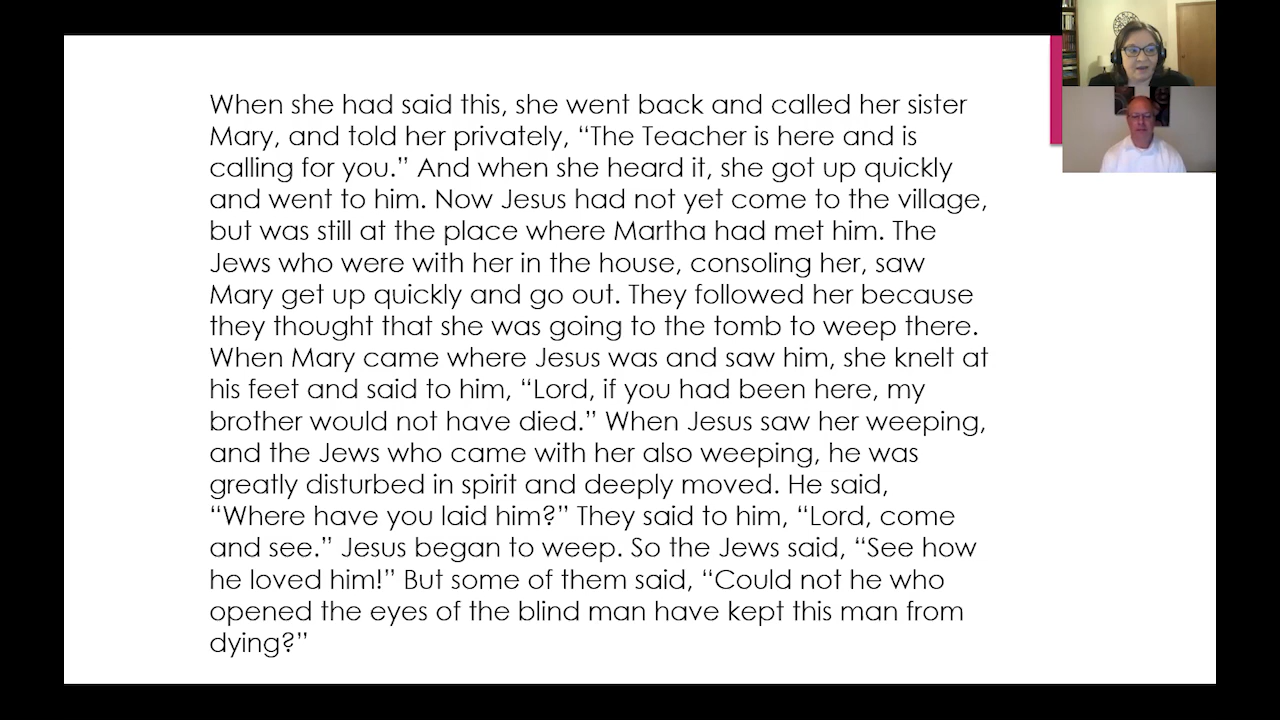 When she had said this, she went back and called her sister
Mary, and told her privately, “The Teacher is here and is
calling for you.” And when she heard it, she got up quickly
and went to him. Now Jesus had not yet come to the village,
but was still at the place where Martha had met him. The
Jews who were with her in the house, consoling her, saw
Mary get up quickly and go out. They followed her because
they thought that she was going to the tomb to weep there.
When Mary came where Jesus was and saw him, she knelt at
his feet and said to him, “Lord, if you had been here, my
brother would not have died.” When Jesus saw her weeping,
and the Jews who came with her also weeping, he was
greatly disturbed in spirit and deeply moved. He said,
“Where have you laid him?” They said to him, “Lord, come
and see.” Jesus began to weep. So the Jews said, “See how
he loved him!” But some of them said, “Could not he who
opened the eyes of the blind man have kept this man from
dying?”